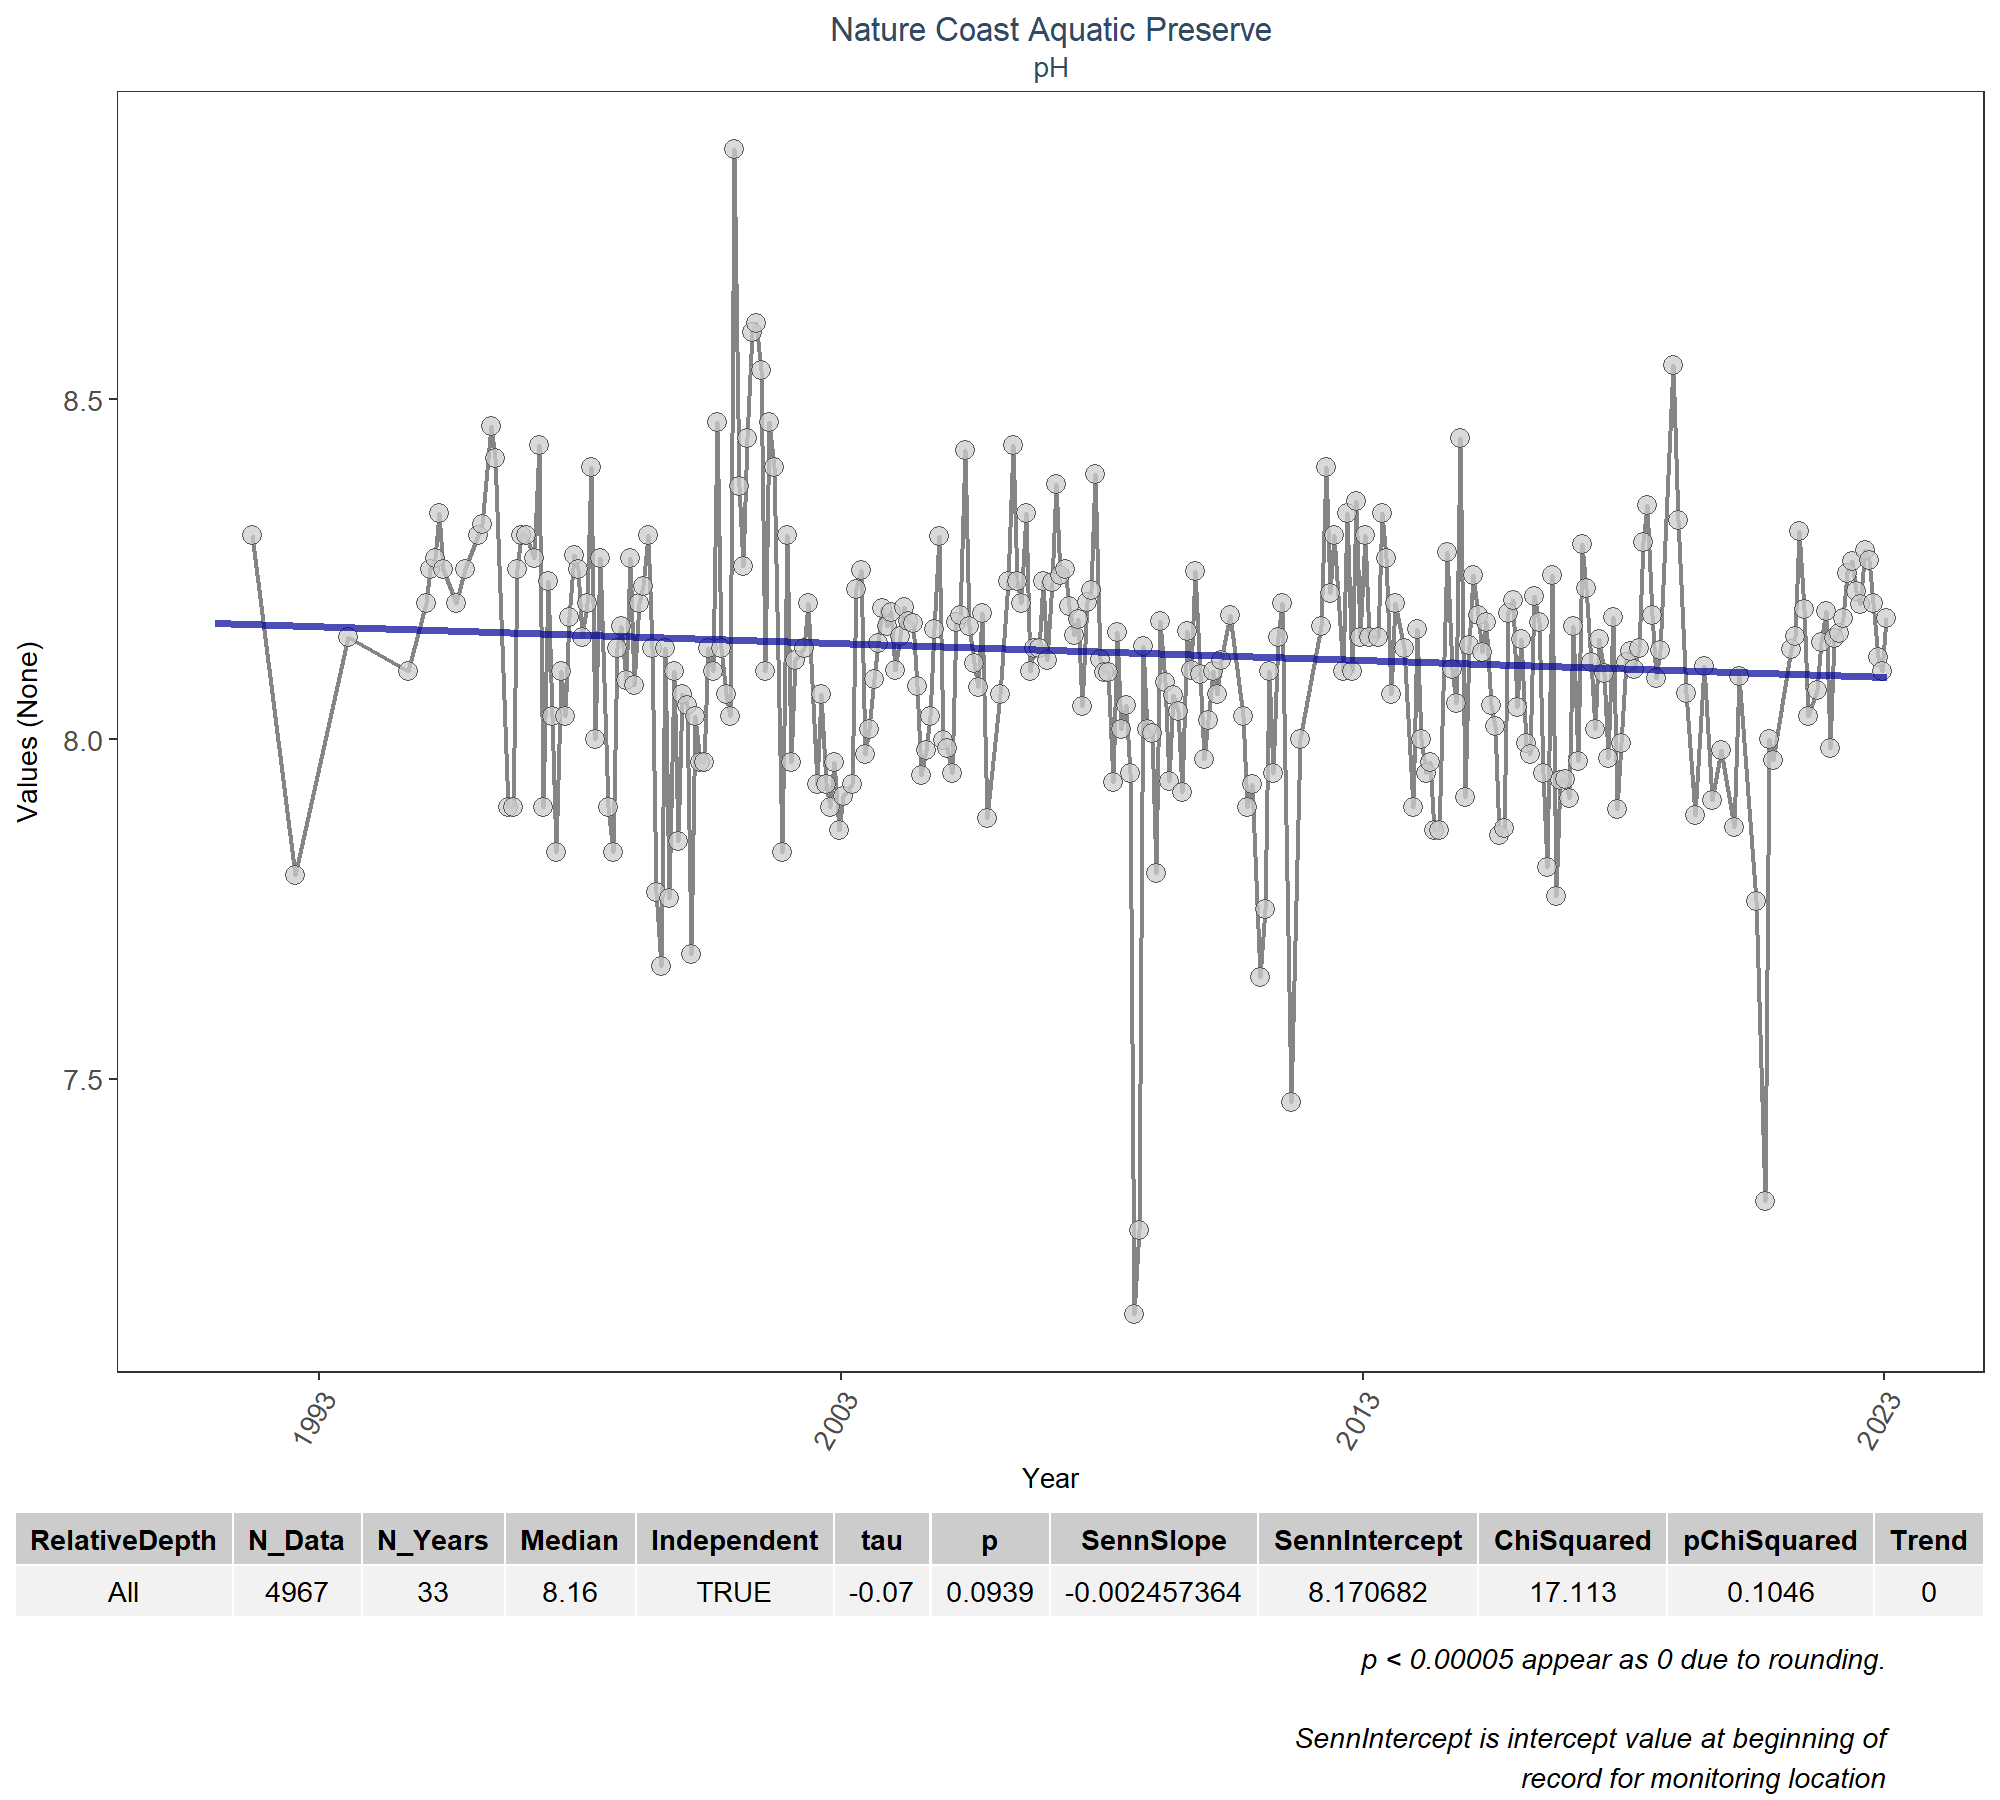 Nature Coast Aquatic Preserve
pH
Values (None)
8.5
8.0
7.5
1993 2003 2013 2023
Year
RelativeDepth N_Data N_Years Median Independent tau p SennSlope SennIntercept ChiSquared pChiSquared Trend
All 4967 33 8.16 TRUE -0.07 0.0939 -0.002457364 8.170682 17.113 0.1046 0
p < 0.00005 appear as 0 due to rounding.
SennIntercept is intercept value at beginning of
record for monitoring location